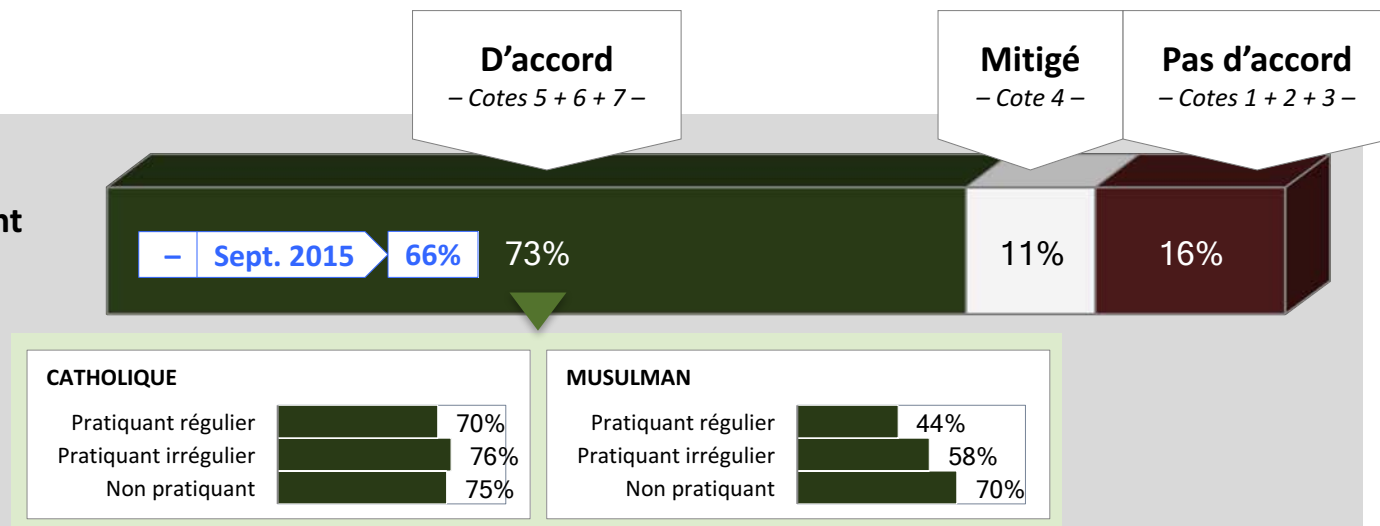 D’accord
– Cotes 5 + 6 + 7 –
Mitigé
– Cote 4 –
Pas d’accord
– Cotes 1 + 2 + 3 –
– Sept. 2015 66% 73% 11% 16%
CATHOLIQUE
Pratiquant régulier 70%
Pratiquant irrégulier 76%
Non pratiquant 75%
MUSULMAN
Pratiquant régulier 44%
Pratiquant irrégulier 58%
Non pratiquant 70%